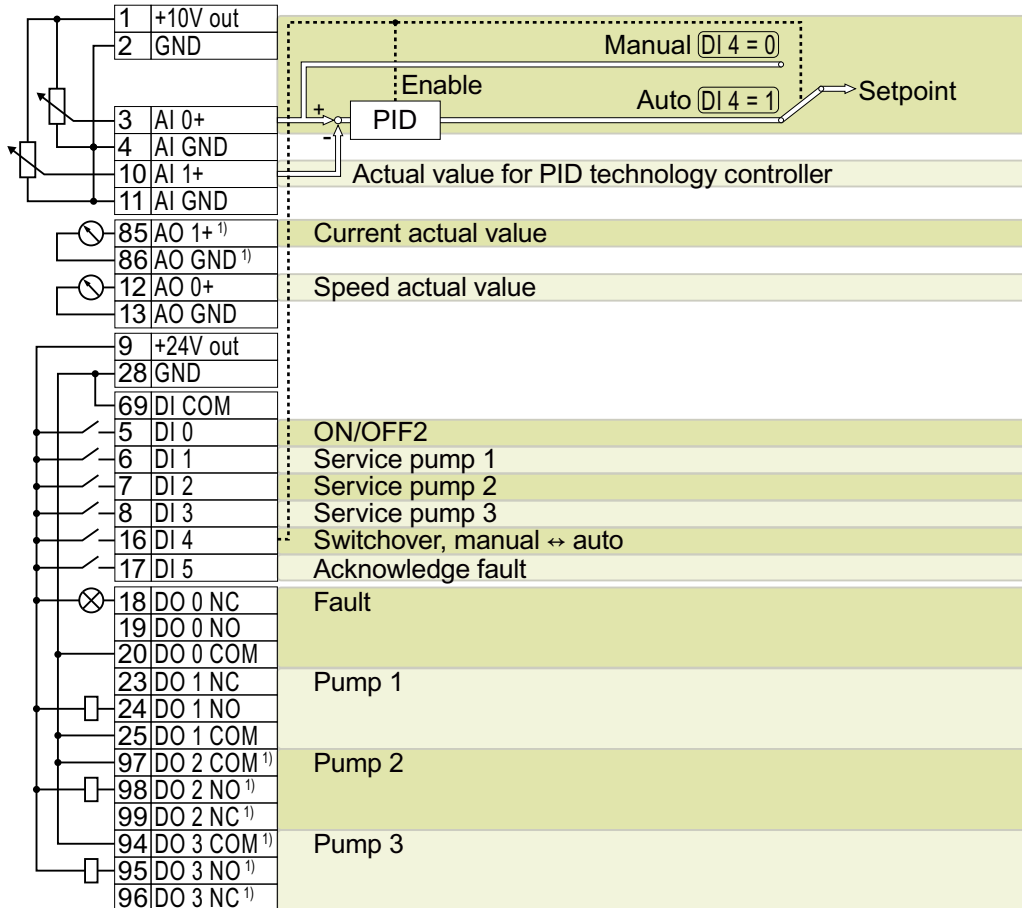 1 +10V out
2 GND
Manual DI 4 = 0
Enable
Auto DI 4 = 1
Setpoint
+
PID
-
3 AI 0+
4 AI GND
10 AI 1+ Actual value for PID technology controller
11 AI GND
85 AO 1+ 1) Current actual value
86 AO GND 1)
12 AO 0+ Speed actual value
13 AO GND
9 +24V out
28 GND
69 DI COM
5 DI 0 ON/OFF2
6 DI 1 Service pump 1
7 DI 2 Service pump 2
8 DI 3 Service pump 3
16 DI 4 Switchover, manual ↔ auto
17 DI 5 Acknowledge fault
18 DO 0 NC Fault
19 DO 0 NO
20 DO 0 COM
23 DO 1 NC Pump 1
24 DO 1 NO
25 DO 1 COM
97 DO 2 COM 1) Pump 2
98 DO 2 NO 1)
99 DO 2 NC 1)
94 DO 3 COM 1) Pump 3
95 DO 3 NO 1)
96 DO 3 NC 1)